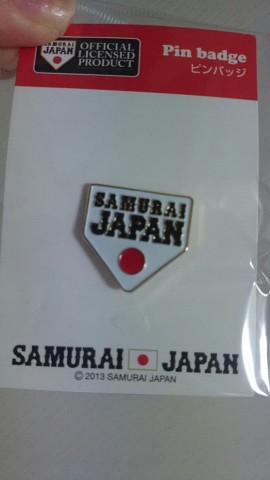 SAMURAI
JAPAN
OFFICIAL
LICENSED
PRODUCT
Pin badge
ピンバッジ
SAMURAI
JAPAN
SAMURAI JAPAN
© 2013 SAMURAI JAPAN